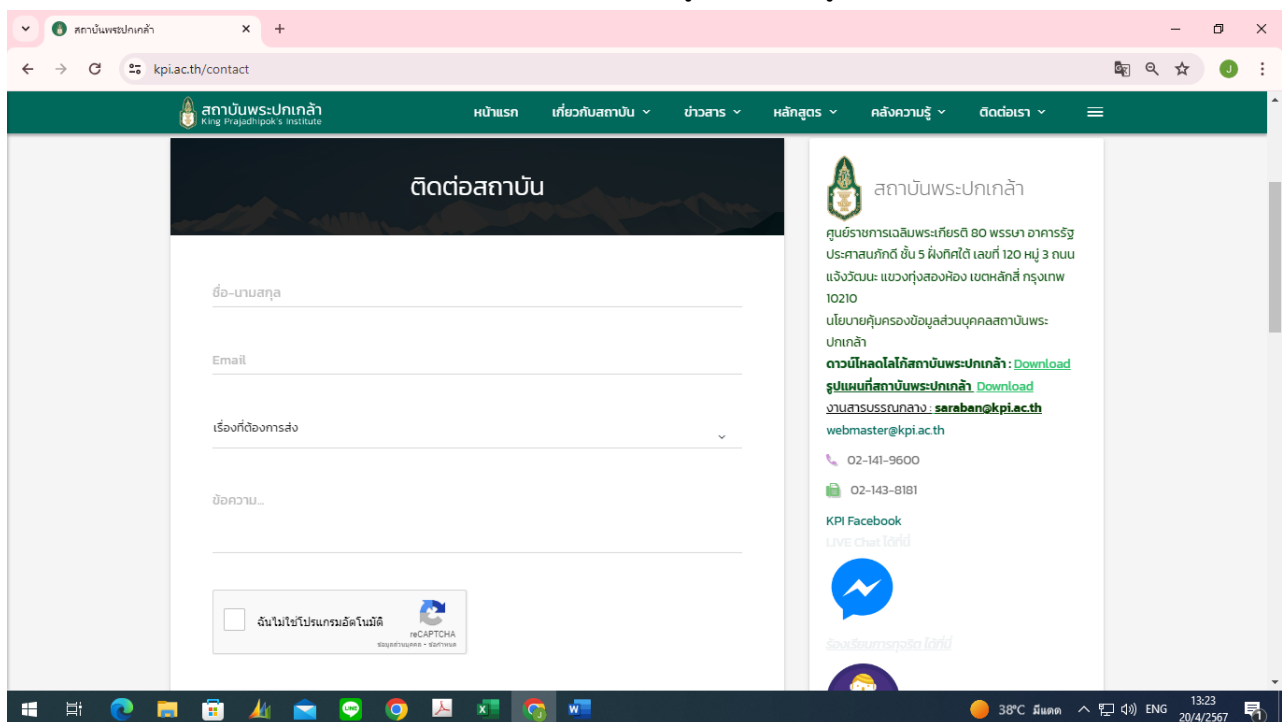 สถาบันพระปกเกล้า
kpi.ac.th/contact
J
สถาบันพระปกเกล้า
King Prajadhipok's Institute
หน้าแรก
เกี่ยวกับสถาบัน
ข่าวสาร
หลักสูตร
คลังความรู้
ติดต่อเรา
ติดต่อสถาบัน
ชื่อ-นามสกุล
Email
เรื่องที่ต้องการส่ง
ข้อความ...
ฉันไม่ใช่โปรแกรมอัตโนมัติ
reCAPTCHA
ข้อมูลส่วนบุคคล - ข้อกำหนด
สถาบันพระปกเกล้า
ศูนย์ราชการเฉลิมพระเกียรติ 80 พรรษา อาคารรัฐ
ประศาสนภักดี ชั้น 5 ฝั่งทิศใต้ เลขที่ 120 หมู่ 3 ถนน
แจ้งวัฒนะ แขวงทุ่งสองห้อง เขตหลักสี่ กรุงเทพ
10210
นโยบายคุ้มครองข้อมูลส่วนบุคคลสถาบันพระ
ปกเกล้า
ดาวน์โหลดโลโก้สถาบันพระปกเกล้า : Download
รูปแผนที่สถาบันพระปกเกล้า Download
งานสารบรรณกลาง : saraban@kpi.ac.th
webmaster@kpi.ac.th
02-141-9600
02-143-8181
KPI Facebook
LIVE Chat ได้ที่นี่
ร้องเรียนการทุจริต ได้ที่นี่
38°C มีแดด
ENG
13:23
20/4/2567